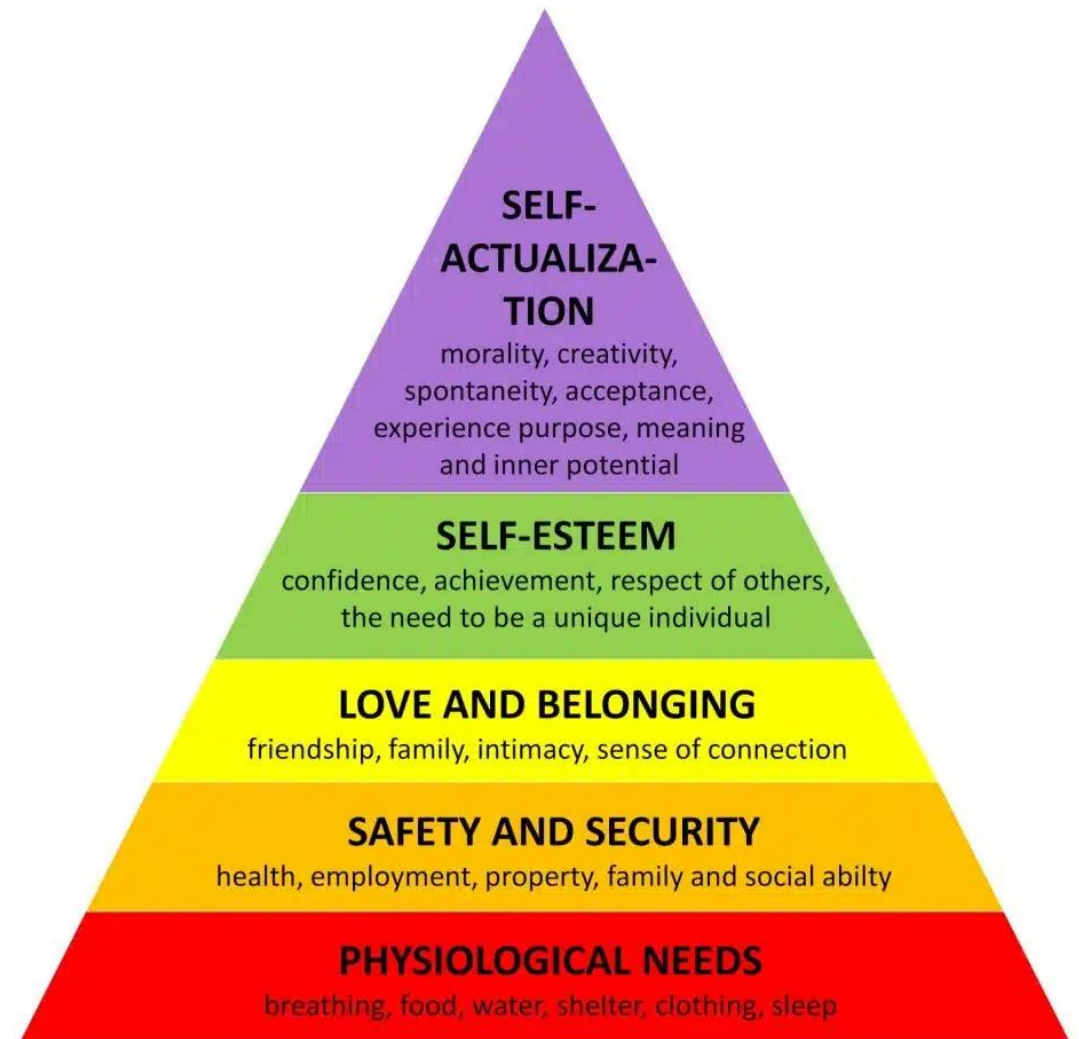 SELF-
ACTUALIZA-
TION
morality, creativity,
spontaneity, acceptance,
experience purpose, meaning
and inner potential
SELF-ESTEEM
confidence, achievement, respect of others,
the need to be a unique individual
LOVE AND BELONGING
friendship, family, intimacy, sense of connection
SAFETY AND SECURITY
health, employment, property, family and social abilty
PHYSIOLOGICAL NEEDS
breathing, food, water, shelter, clothing, sleep